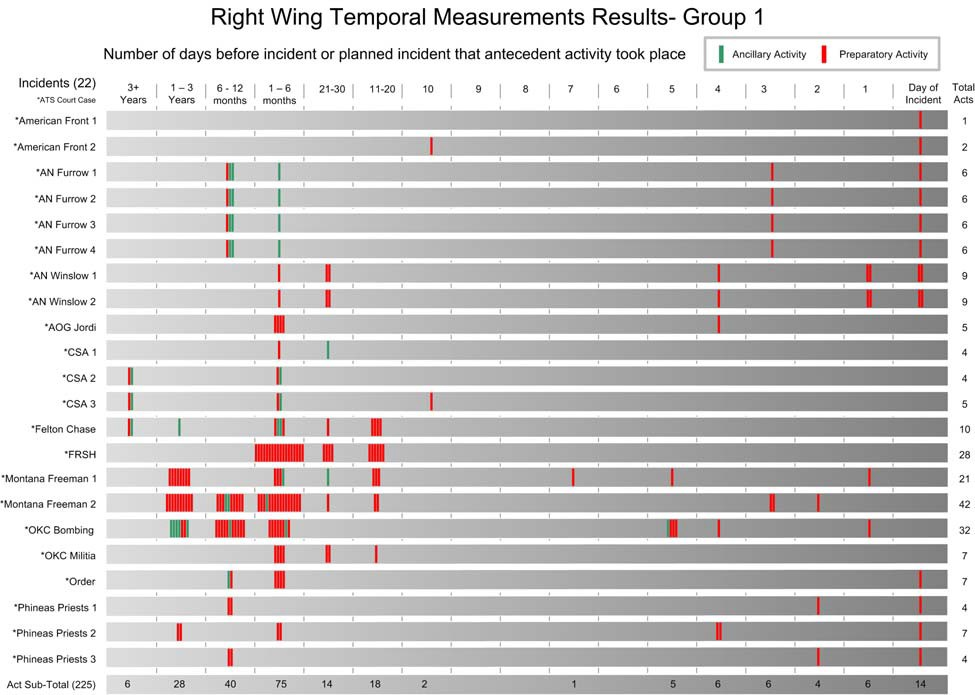 Right Wing Temporal Measurements Results- Group 1
Number of days before incident or planned incident that antecedent activity took place
Ancillary Activity Preparatory Activity
Incidents (22)
*ATS Court Case
3+ Years 1 – 3 Years 6 - 12 months 1 – 6 months 21-30 11-20 10 9 8 7 6 5 4 3 2 1 Day of Incident Total Acts
*American Front 1 1
*American Front 2 2
*AN Furrow 1 6
*AN Furrow 2 6
*AN Furrow 3 6
*AN Furrow 4 6
*AN Winslow 1 9
*AN Winslow 2 9
*AOG Jordi 5
*CSA 1 4
*CSA 2 4
*CSA 3 5
*Felton Chase 10
*FRSH 28
*Montana Freeman 1 21
*Montana Freeman 2 42
*OKC Bombing 32
*OKC Militia 7
*Order 7
*Phineas Priests 1 4
*Phineas Priests 2 7
*Phineas Priests 3 4
Act Sub-Total (225) 6 28 40 75 14 18 2 1 5 6 6 4 6 14